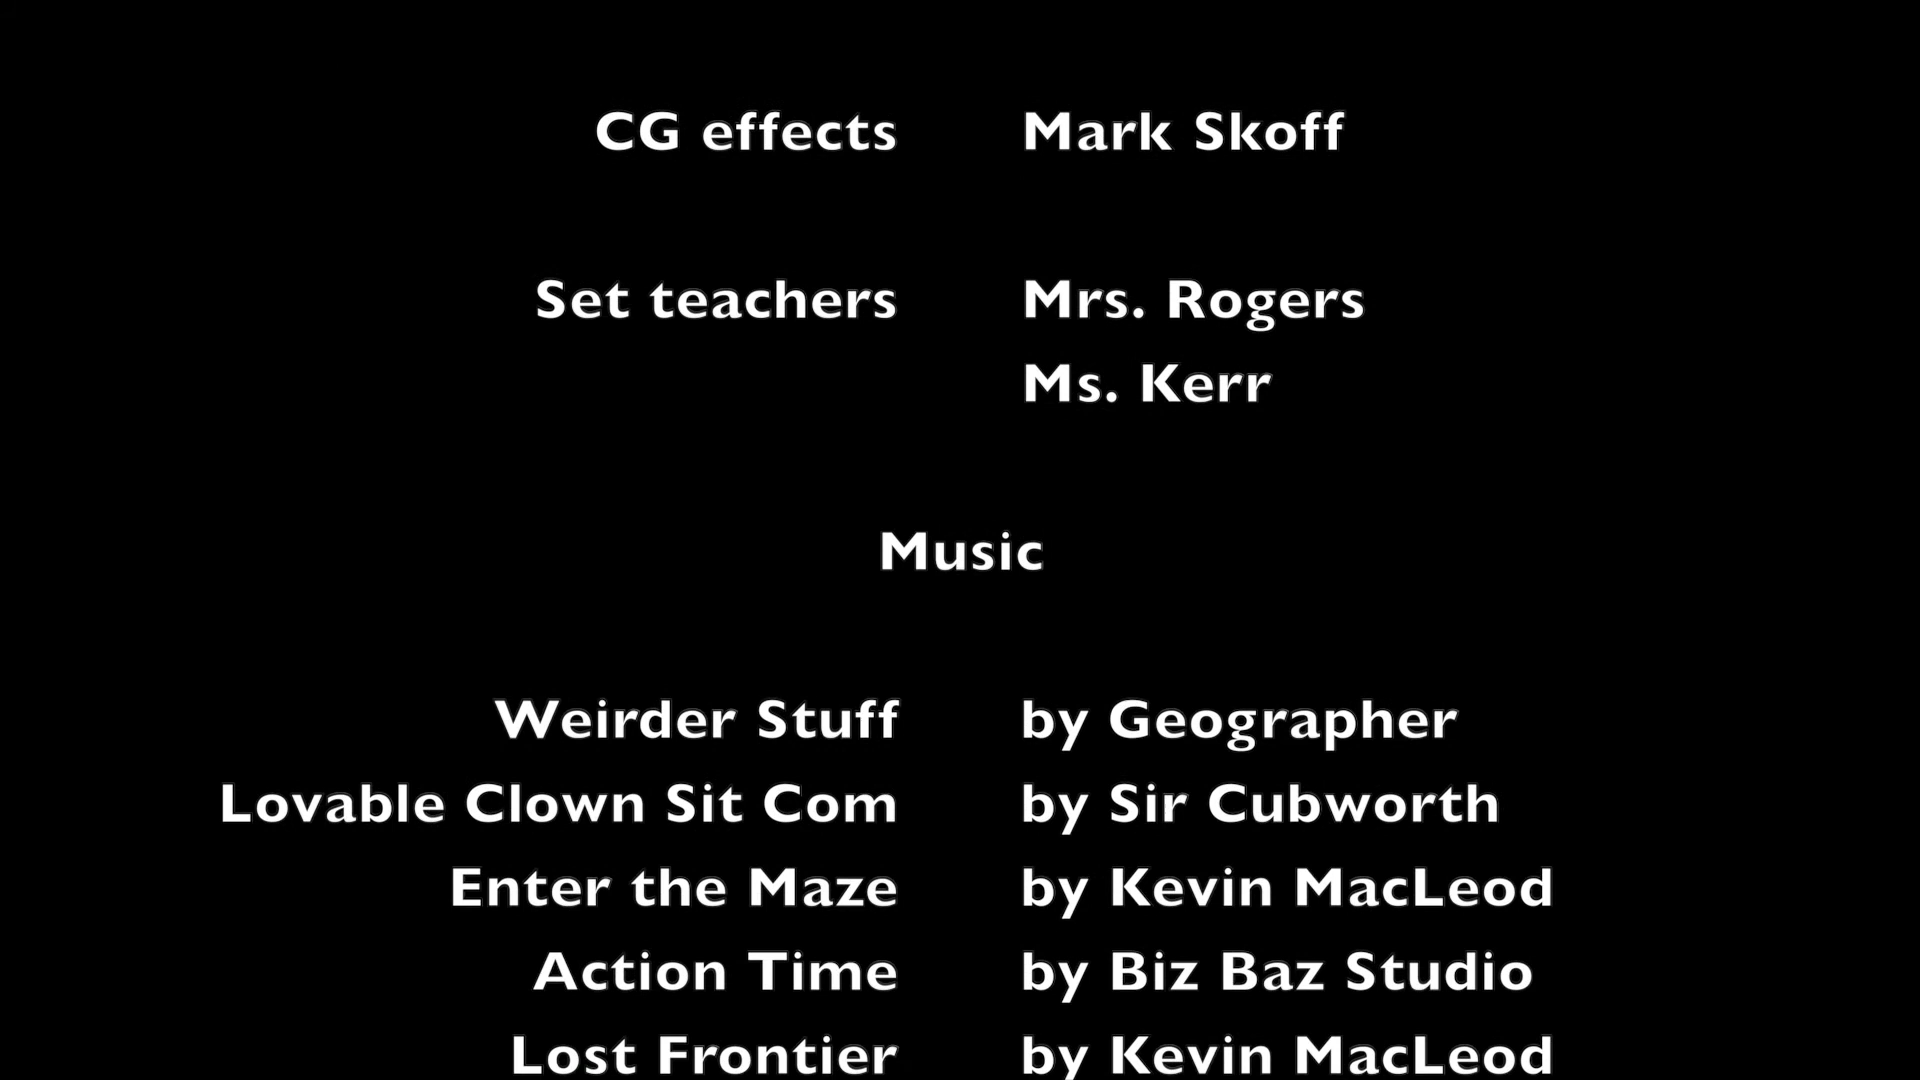 CG effects Mark Skoff
Set teachers Mrs. Rogers
Ms. Kerr
Music
Weirder Stuff by Geographer
Lovable Clown Sit Com by Sir Cubworth
Enter the Maze by Kevin MacLeod
Action Time by Biz Baz Studio
Lost Frontier by Kevin MacLeod